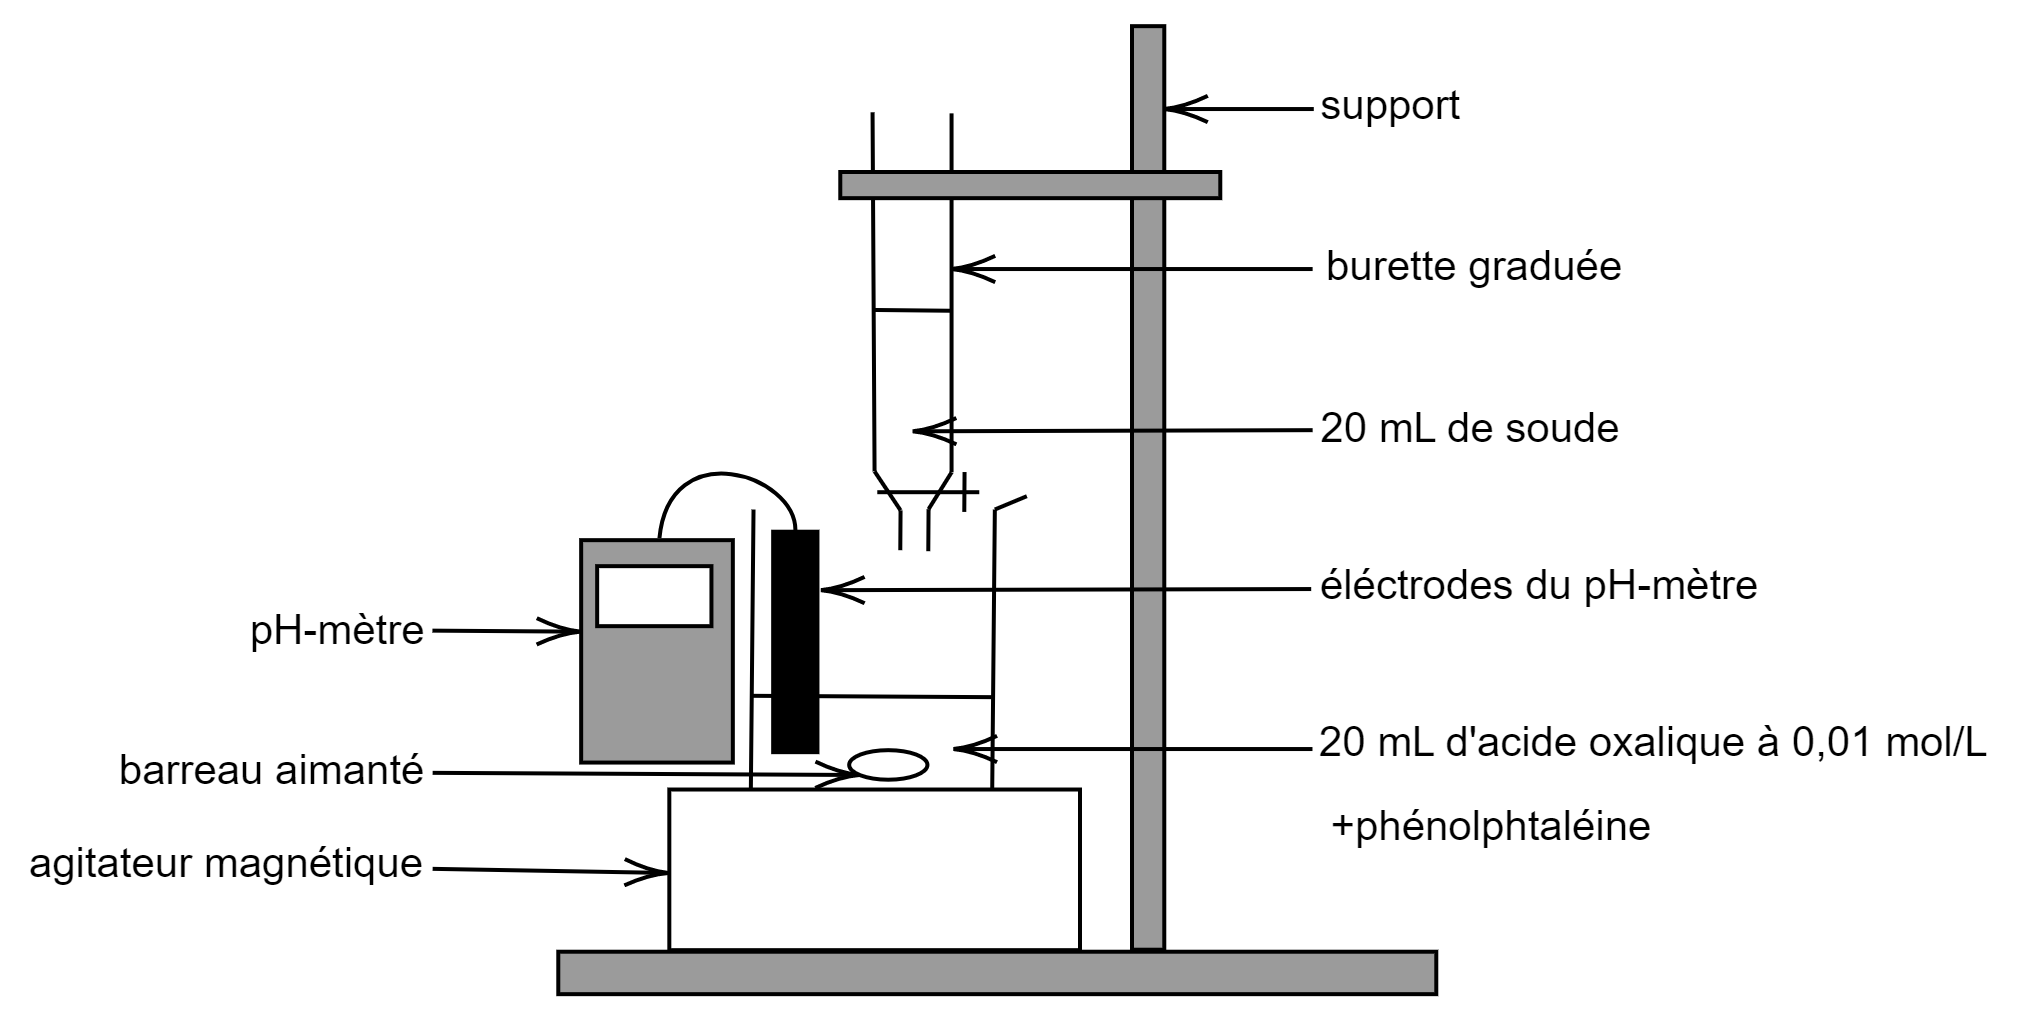 support
burette graduée
20 mL de soude
éléctrodes du pH-mètre
pH-mètre
20 mL d'acide oxalique à 0,01 mol/L
+phénolphtaléine
barreau aimanté
agitateur magnétique